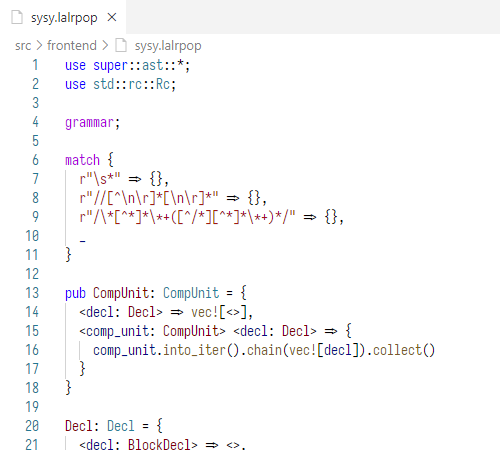 sysy.lalrpop ×
src > frontend > sysy.lalrpop
1 use super::ast::*;
2 use std::rc::Rc;
3
4 grammar;
5
6 match {
7   r"\s*" => {},
8   r"//[^\n\r]*[\n\r]*" => {},
9   r"/\*[^*]*\*+([^/*][^*]*\*+)*/" => {},
10   _
11 }
12
13 pub CompUnit: CompUnit = {
14   <decl: Decl> => vec![<>],
15   <comp_unit: CompUnit> <decl: Decl> => {
16     comp_unit.into_iter().chain(vec![decl]).collect()
17   }
18 }
19
20 Decl: Decl = {
21   <decl: BlockDecl> => <>,